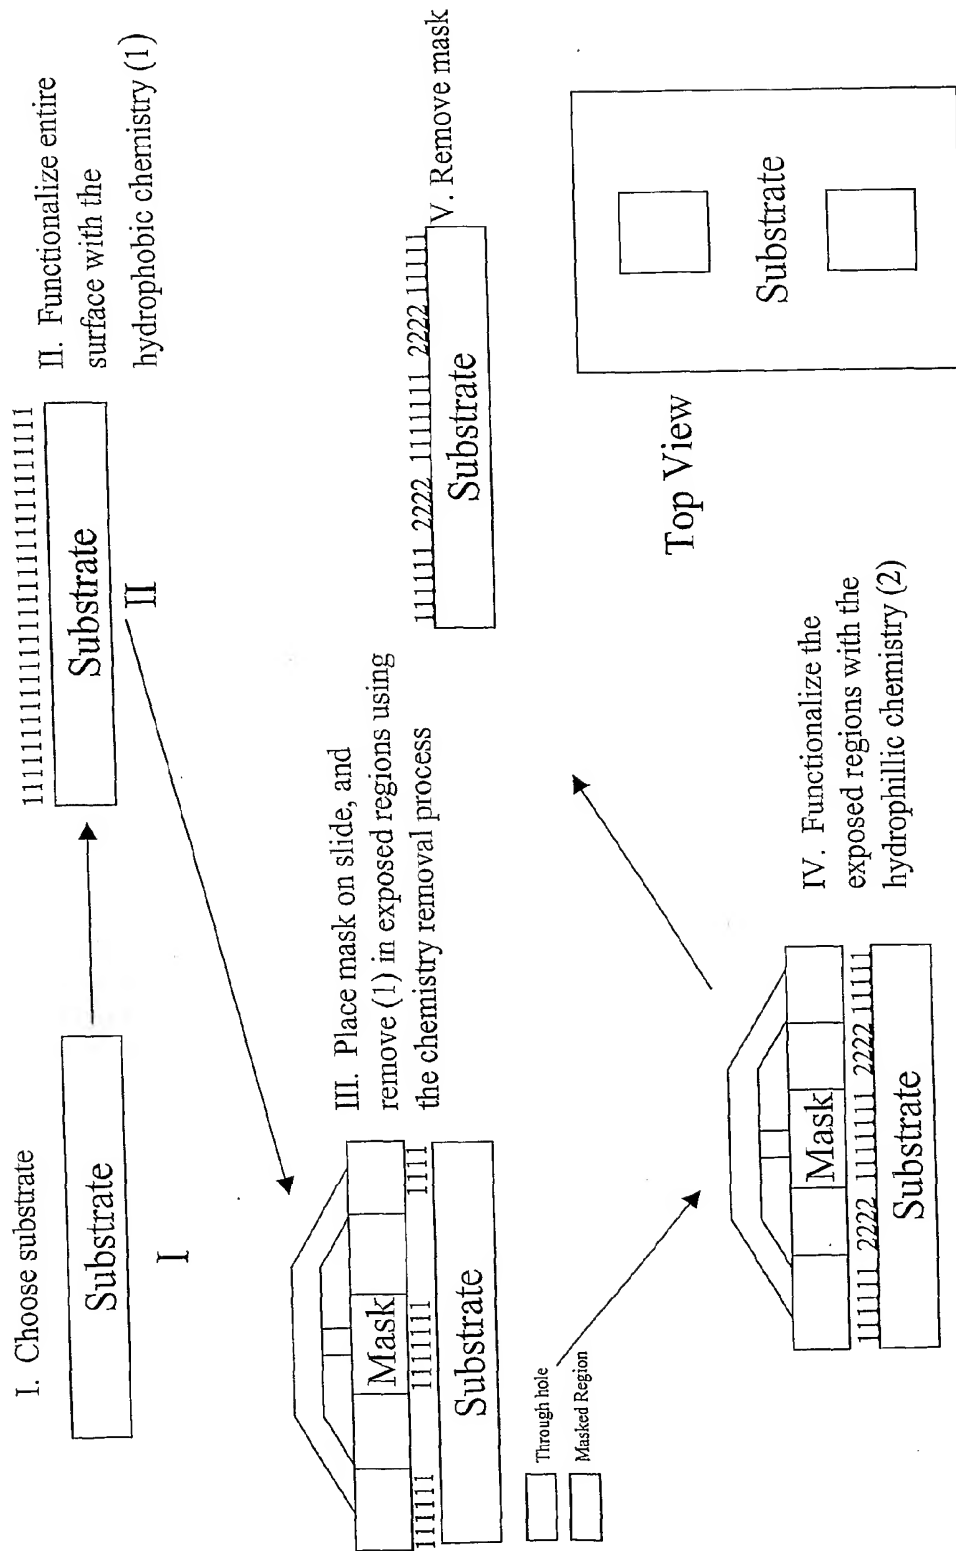 I. Choose substrate
Substrate
I
Substrate
II
II. Functionalize entire
surface with the
hydrophobic chemistry (1)
III. Place mask on slide, and
remove (1) in exposed regions using
the chemistry removal process
Mask
111111 1111111 1111
Substrate
Through hole
Masked Region
111111 2222 1111111 2222 11111
Substrate
V. Remove mask
Top View
Substrate
IV. Functionalize the
exposed regions with the
hydrophillic chemistry (2)
Mask
111111 2222 1111111 2222 11111
Substrate